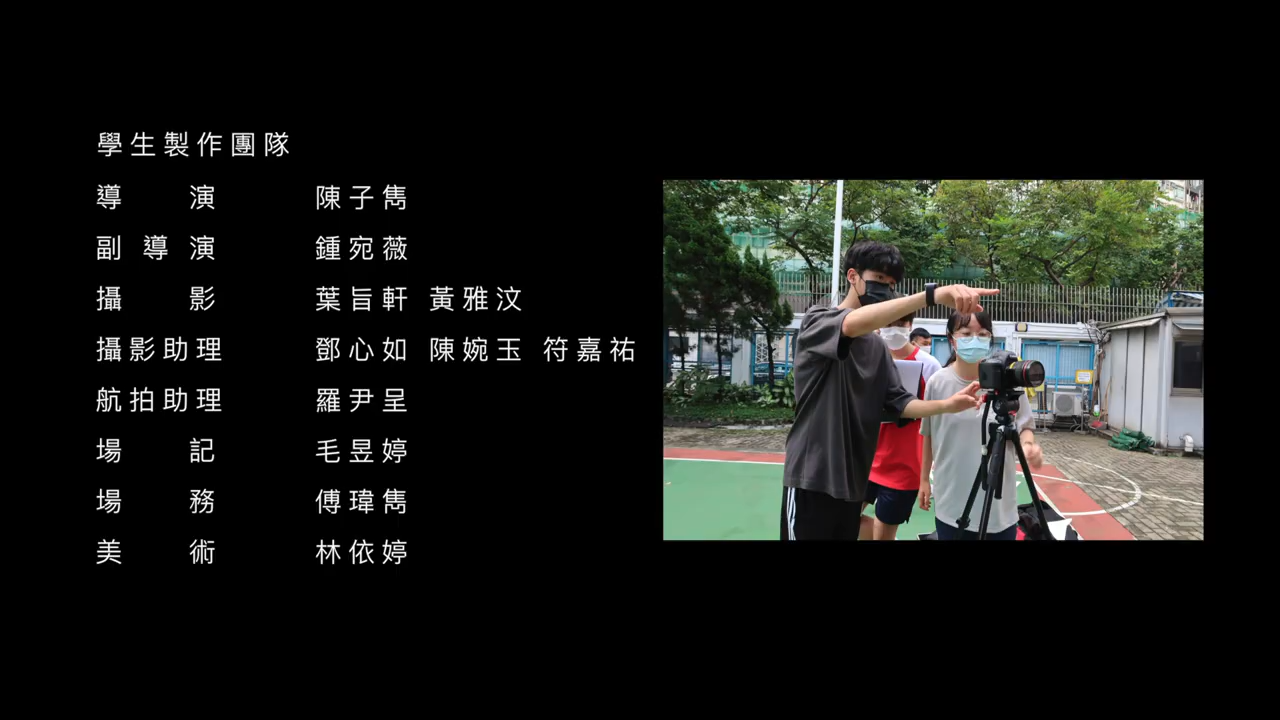 學生製作團隊
導演 陳子雋
副導演 鍾宛薇
攝影 葉旨軒 黃雅汶
攝影助理 鄧心如 陳婉玉 符嘉祐
航拍助理 羅尹呈
場記 毛昱婷
場務 傅瑋雋
美術 林依婷